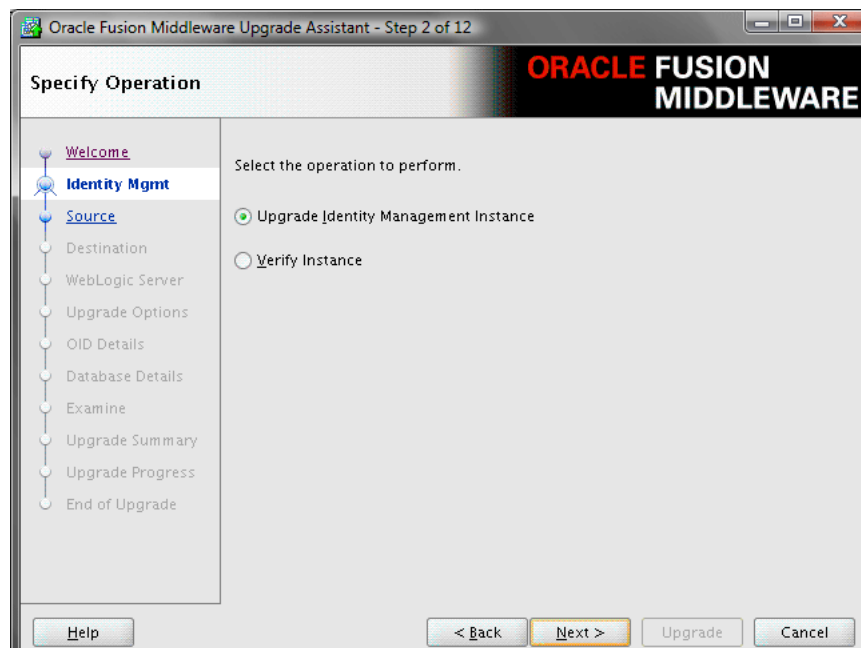 Oracle Fusion Middleware Upgrade Assistant - Step 2 of 12
Specify Operation
ORACLE FUSION
MIDDLEWARE
Welcome
Identity Mgmt
Source
Destination
WebLogic Server
Upgrade Options
OID Details
Database Details
Examine
Upgrade Summary
Upgrade Progress
End of Upgrade
Select the operation to perform.
Upgrade Identity Management Instance
Verify Instance
Help
< Back
Next >
Upgrade
Cancel